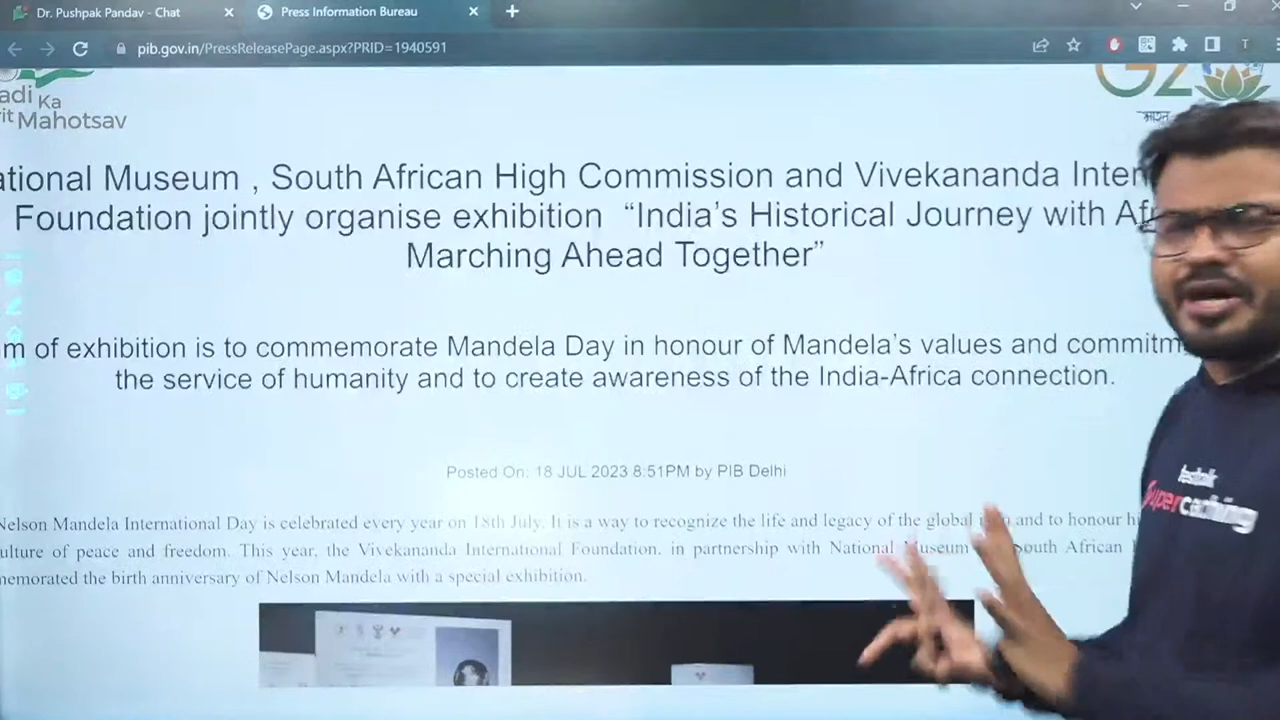 Dr. Pushpak Pandav - Chat
Press Information Bureau
pib.gov.in/PressReleasePage.aspx?PRID=1940591
T
adi Ka
rit Mahotsav
G20
ational Museum , South African High Commission and Vivekananda Inter
Foundation jointly organise exhibition “India’s Historical Journey with Af
Marching Ahead Together”
m of exhibition is to commemorate Mandela Day in honour of Mandela’s values and commitm
the service of humanity and to create awareness of the India-Africa connection.
Posted On: 18 JUL 2023 8:51PM by PIB Delhi
Nelson Mandela International Day is celebrated every year on 18th July. It is a way to recognize the life and legacy of the global and to honour h
ulture of peace and freedom. This year, the Vivekananda International Foundation, in partnership with National Museum South African
memorated the birth anniversary of Nelson Mandela with a special exhibition.
testbook
Supercoaching